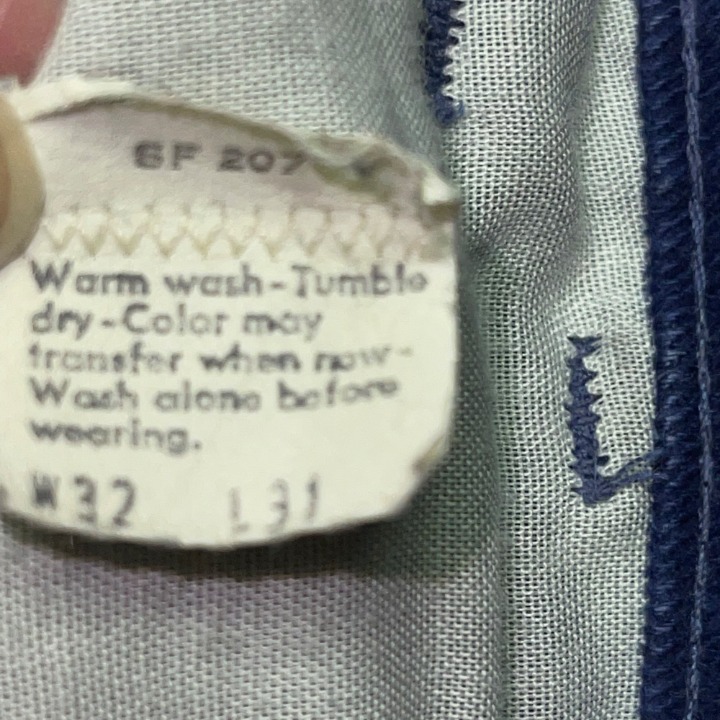 SF 207
Warm wash-Tumble
dry-Color may
transfer when new-
Wash alone before
wearing.
W32 L31